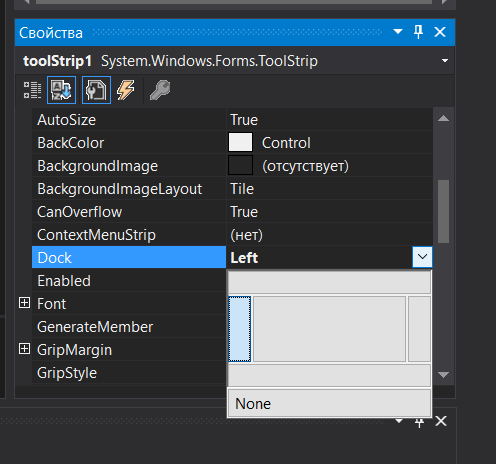 Свойства
toolStrip1 System.Windows.Forms.ToolStrip
AutoSize True
BackColor Control
BackgroundImage (отсутствует)
BackgroundImageLayout Tile
CanOverflow True
ContextMenuStrip (нет)
Dock Left
Enabled
Font
GenerateMember
GripMargin
GripStyle
None